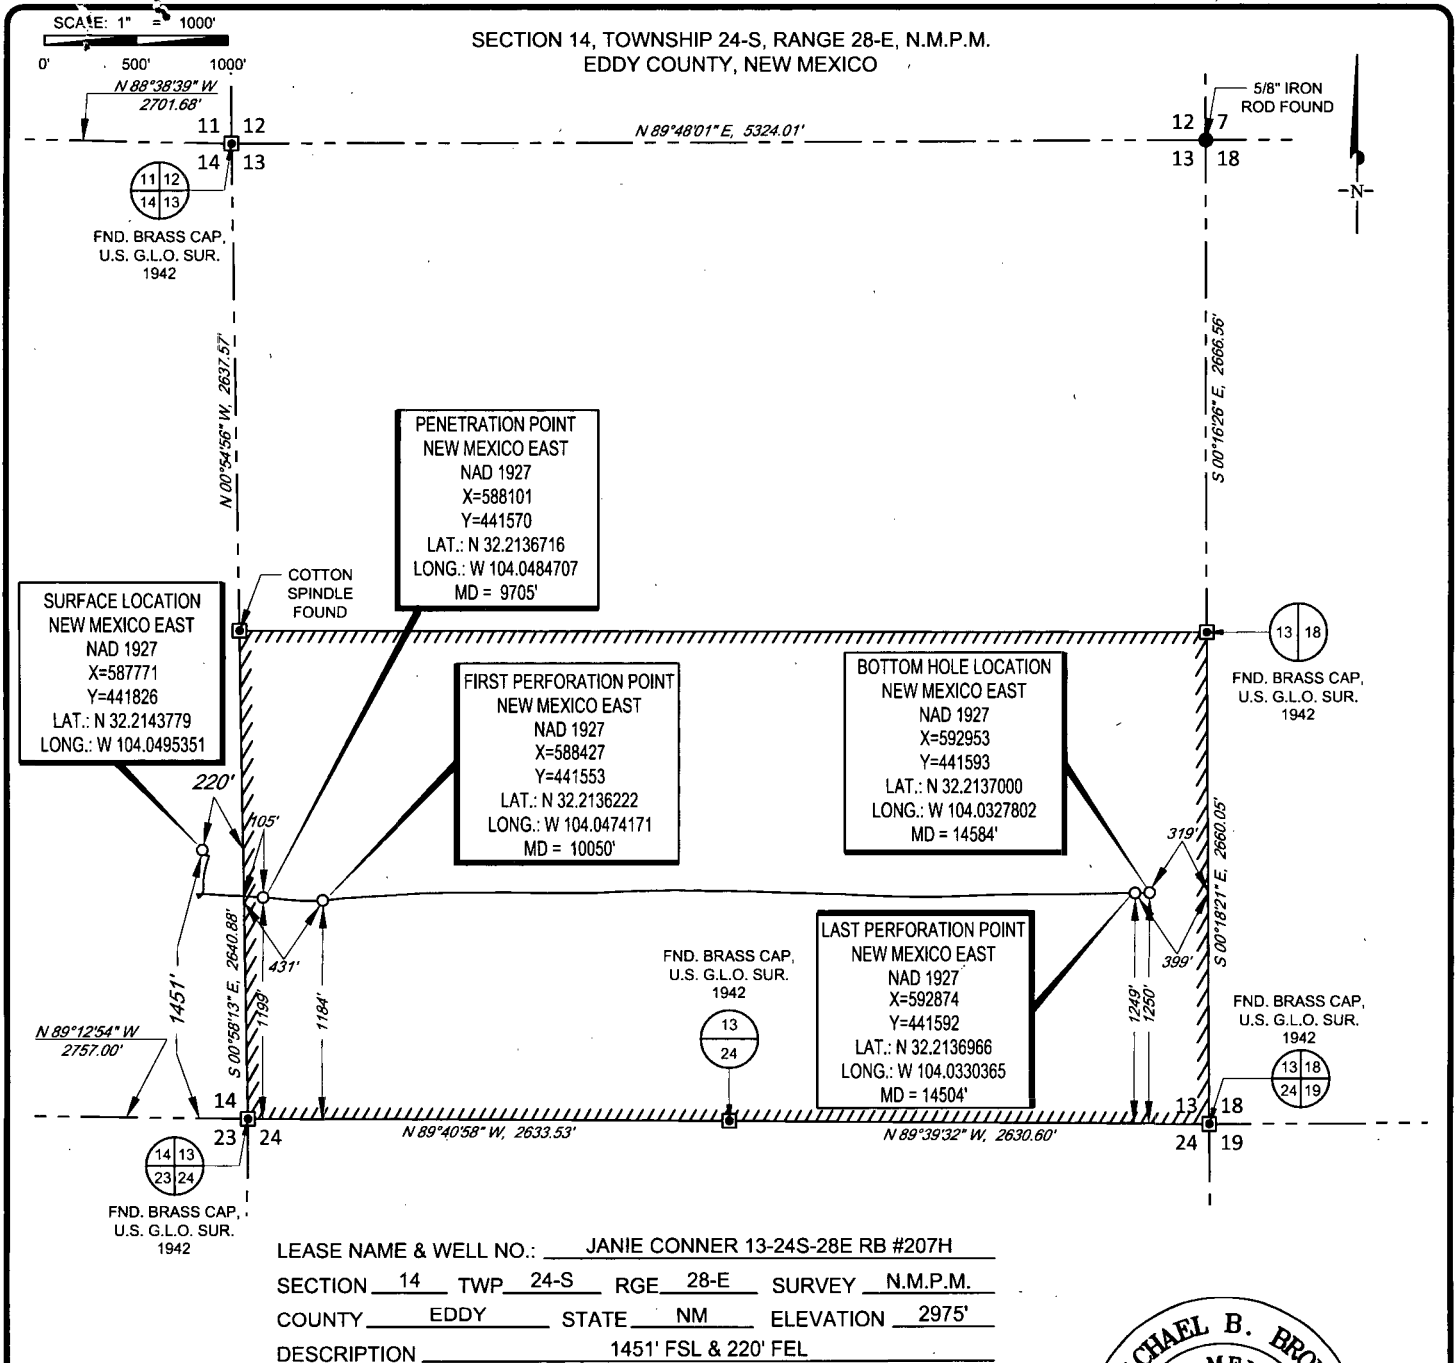 SCALE: 1" = 1000'
0' 500' 1000'
SECTION 14, TOWNSHIP 24-S, RANGE 28-E, N.M.P.M.
EDDY COUNTY, NEW MEXICO
N 88°38'39" W
2701.68'
5/8" IRON
ROD FOUND
11 12
14 13
N 89°48'01" E, 5324.01'
12 7
13 18
-N-
11 12
14 13
FND. BRASS CAP,
U.S. G.L.O. SUR.
1942
N 00°54'56" W, 2637.57'
S 00°16'26" E, 2666.56'
PENETRATION POINT
NEW MEXICO EAST
NAD 1927
X=588101
Y=441570
LAT.: N 32.2136716
LONG.: W 104.0484707
MD = 9705'
COTTON
SPINDLE
FOUND
SURFACE LOCATION
NEW MEXICO EAST
NAD 1927
X=587771
Y=441826
LAT.: N 32.2143779
LONG.: W 104.0495351
FIRST PERFORATION POINT
NEW MEXICO EAST
NAD 1927
X=588427
Y=441553
LAT.: N 32.2136222
LONG.: W 104.0474171
MD = 10050'
BOTTOM HOLE LOCATION
NEW MEXICO EAST
NAD 1927
X=592953
Y=441593
LAT.: N 32.2137000
LONG.: W 104.0327802
MD = 14584'
13 18
FND. BRASS CAP,
U.S. G.L.O. SUR.
1942
220'
105'
319'
S 00°18'21" E, 2660.05'
431'
399'
1451'
S 00°58'13" E, 2640.88'
1199'
1184'
1249'
1250'
LAST PERFORATION POINT
NEW MEXICO EAST
NAD 1927
X=592874
Y=441592
LAT.: N 32.2136966
LONG.: W 104.0330365
MD = 14504'
FND. BRASS CAP,
U.S. G.L.O. SUR.
1942
13
24
FND. BRASS CAP,
U.S. G.L.O. SUR.
1942
13 18
24 19
N 89°12'54" W
2757.00'
14
23 24
13 18
24 19
N 89°40'58" W, 2633.53'
N 89°39'32" W, 2630.60'
14 13
23 24
FND. BRASS CAP,
U.S. G.L.O. SUR.
1942
LEASE NAME & WELL NO.: JANIE CONNER 13-24S-28E RB #207H
SECTION 14 TWP 24-S RGE 28-E SURVEY N.M.P.M.
COUNTY EDDY STATE NM ELEVATION 2975'
DESCRIPTION 1451' FSL & 220' FEL